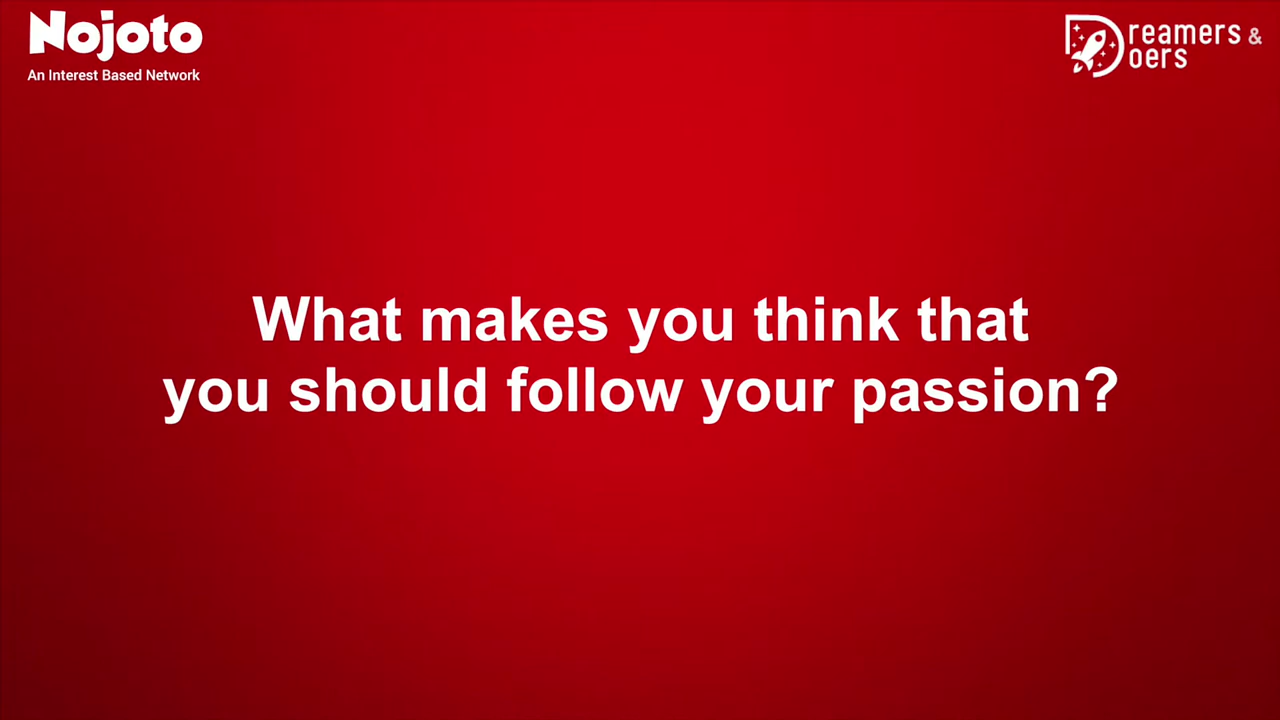 Nojoto
An Interest Based Network
Dreamers &
Doers
What makes you think that
you should follow your passion?